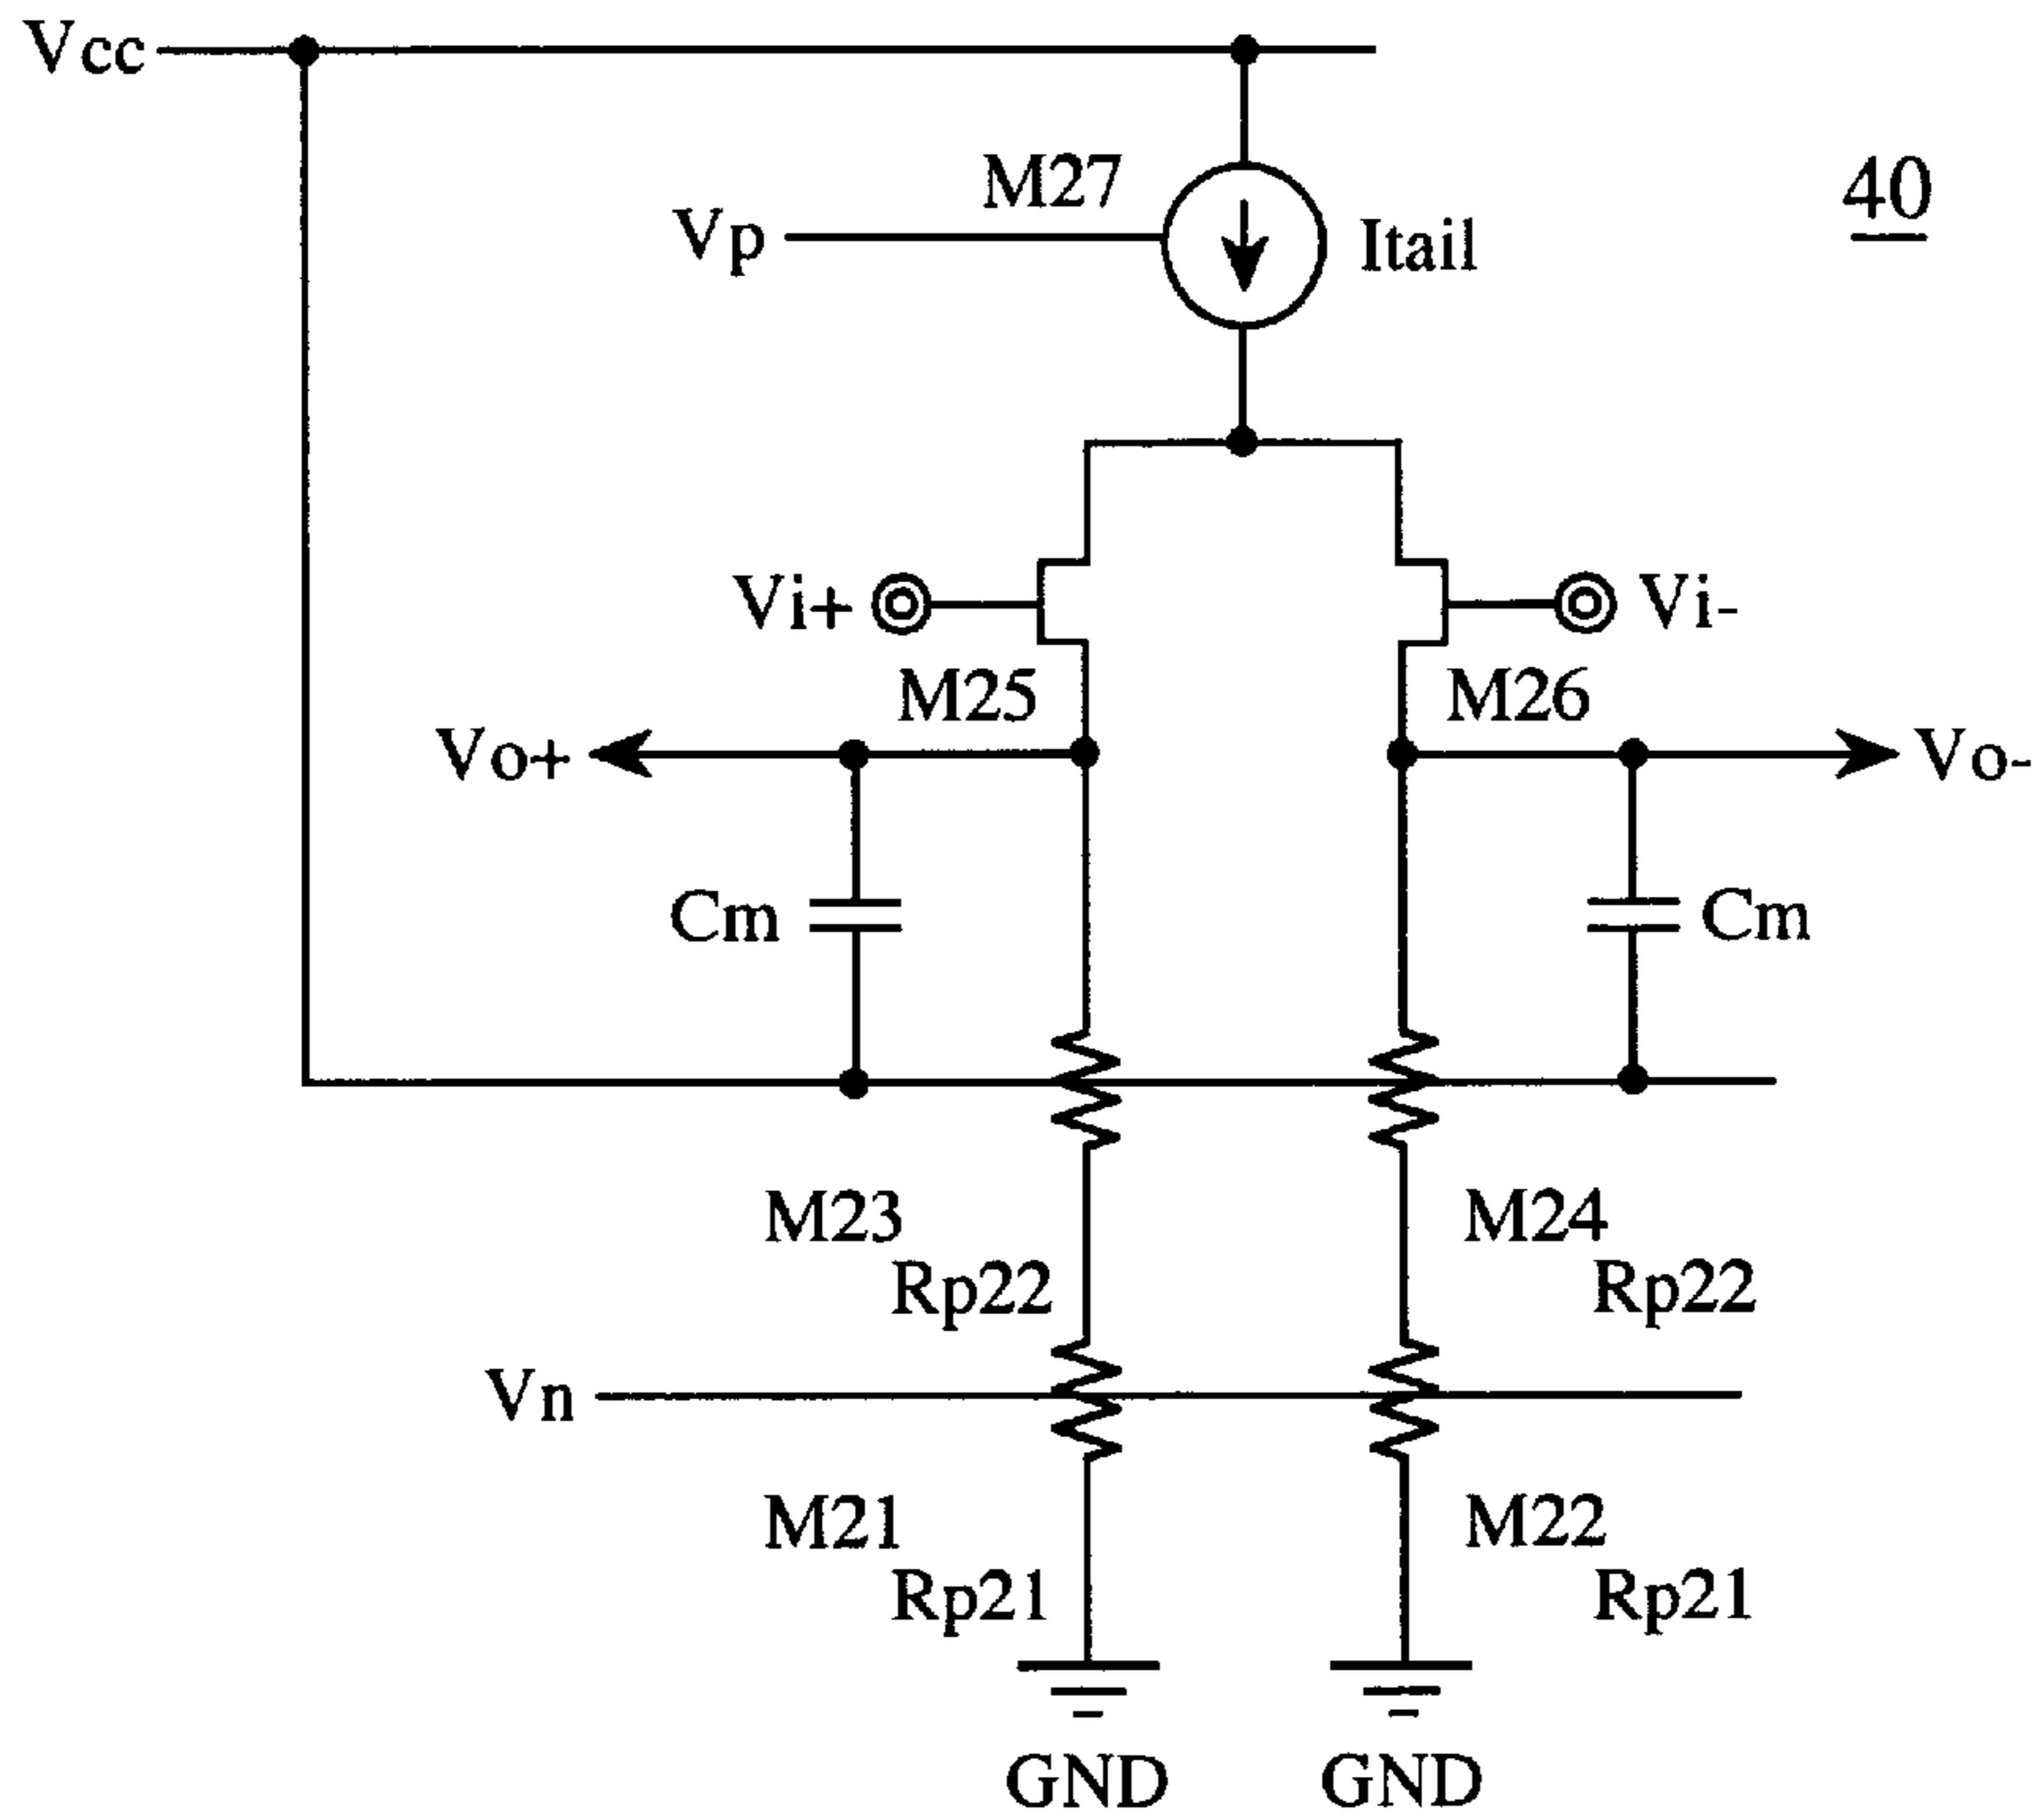 Vcc
M27
40
Vp
Itail
Vi+
Vi-
M25
M26
Vo+
Vo-
Cm
Cm
M23
M24
Rp22
Rp22
Vn
M21
M22
Rp21
Rp21
GND
GND